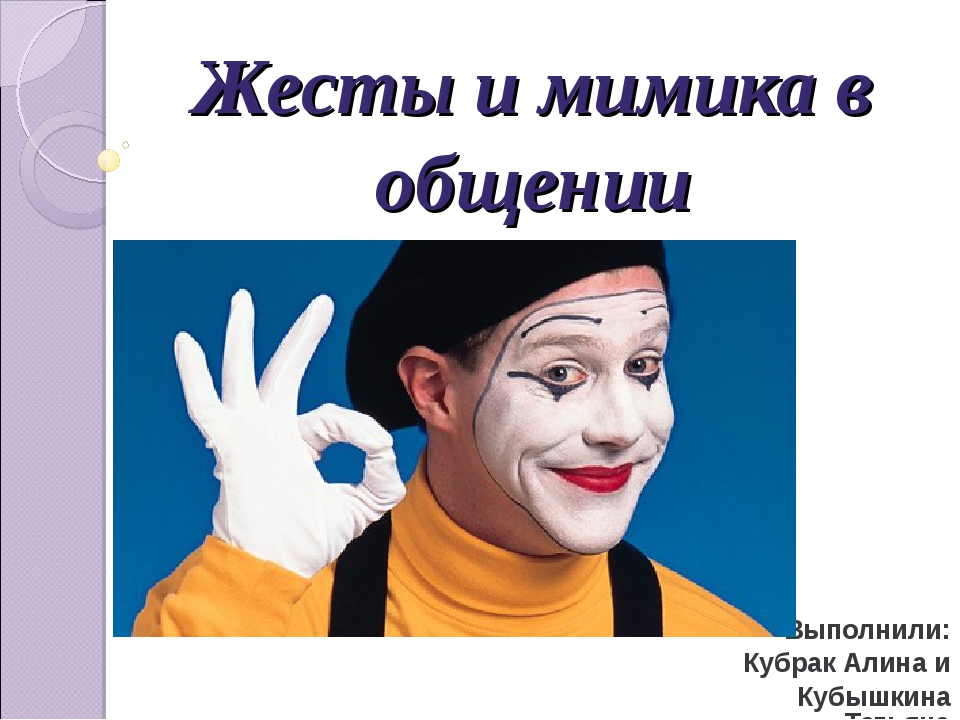 Жесты и мимика в
общении
Выполнили:
Кубрак Алина и
Кубышкина